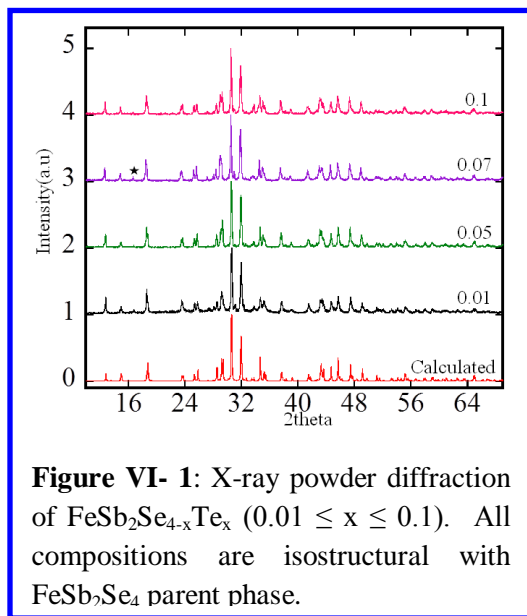 5
0.1
4
0.07
★
3
Intensity(a.u)
0.05
2
0.01
1
Calculated
0
16 24 32 40 48 56 64
2theta
Figure VI- 1: X-ray powder diffraction
of FeSb₂Se₄₋ₓTeₓ (0.01 ≤ x ≤ 0.1). All
compositions are isostructural with
FeSb₂Se₄ parent phase.